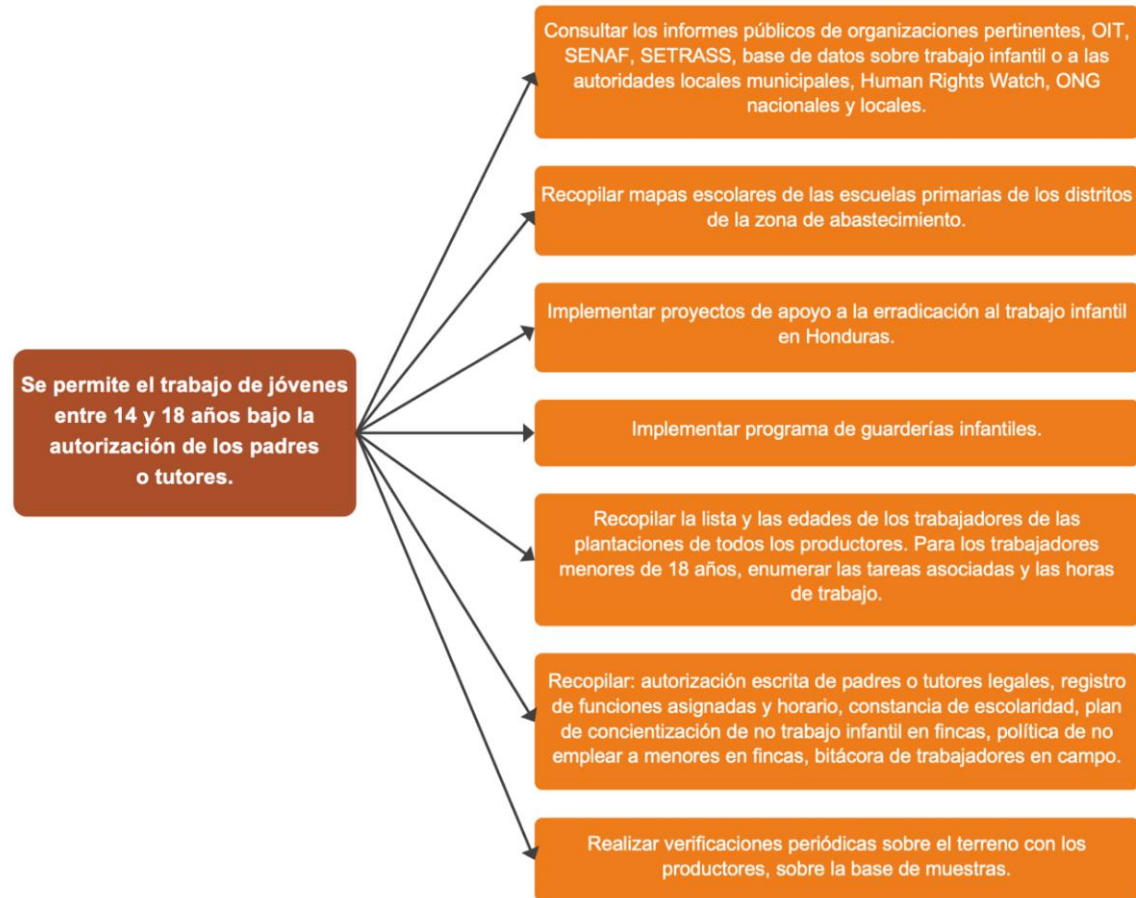 Consultar los informes públicos de organizaciones pertinentes, OIT,
SENAF, SETRASS, base de datos sobre trabajo infantil o a las
autoridades locales municipales, Human Rights Watch, ONG
nacionales y locales.
Recopilar mapas escolares de las escuelas primarias de los distritos
de la zona de abastecimiento.
Implementar proyectos de apoyo a la erradicación al trabajo infantil
en Honduras.
Se permite el trabajo de jóvenes
entre 14 y 18 años bajo la
autorización de los padres
o tutores.
Implementar programa de guarderías infantiles.
Recopilar la lista y las edades de los trabajadores de las
plantaciones de todos los productores. Para los trabajadores
menores de 18 años, enumerar las tareas asociadas y las horas
de trabajo.
Recopilar: autorización escrita de padres o tutores legales, registro
de funciones asignadas y horario, constancia de escolaridad, plan
de concientización de no trabajo infantil en fincas, política de no
emplear a menores en fincas, bitácora de trabajadores en campo.
Realizar verificaciones periódicas sobre el terreno con los
productores, sobre la base de muestras.